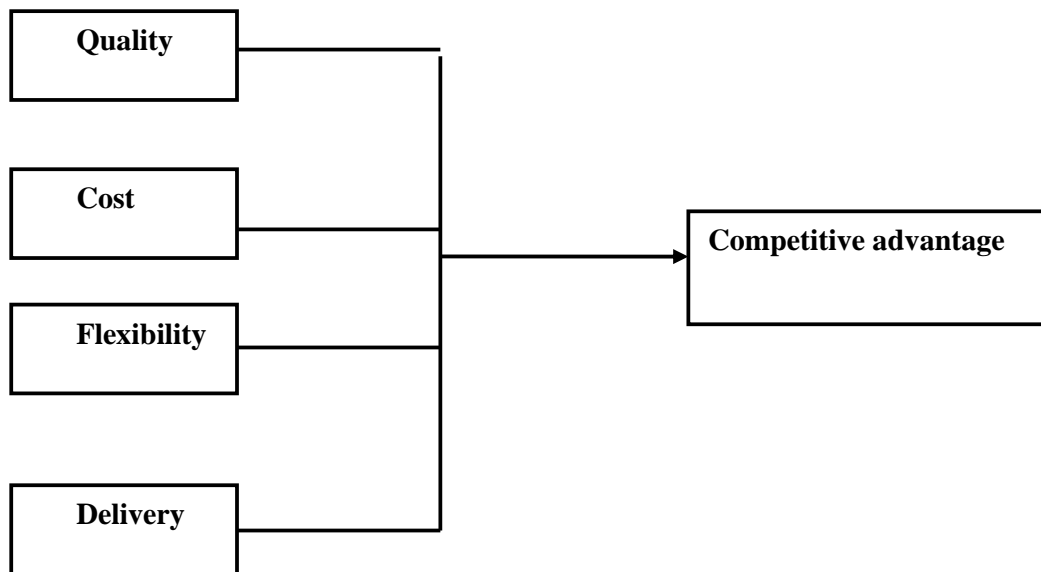 Quality
Cost
Competitive advantage
Flexibility
Delivery